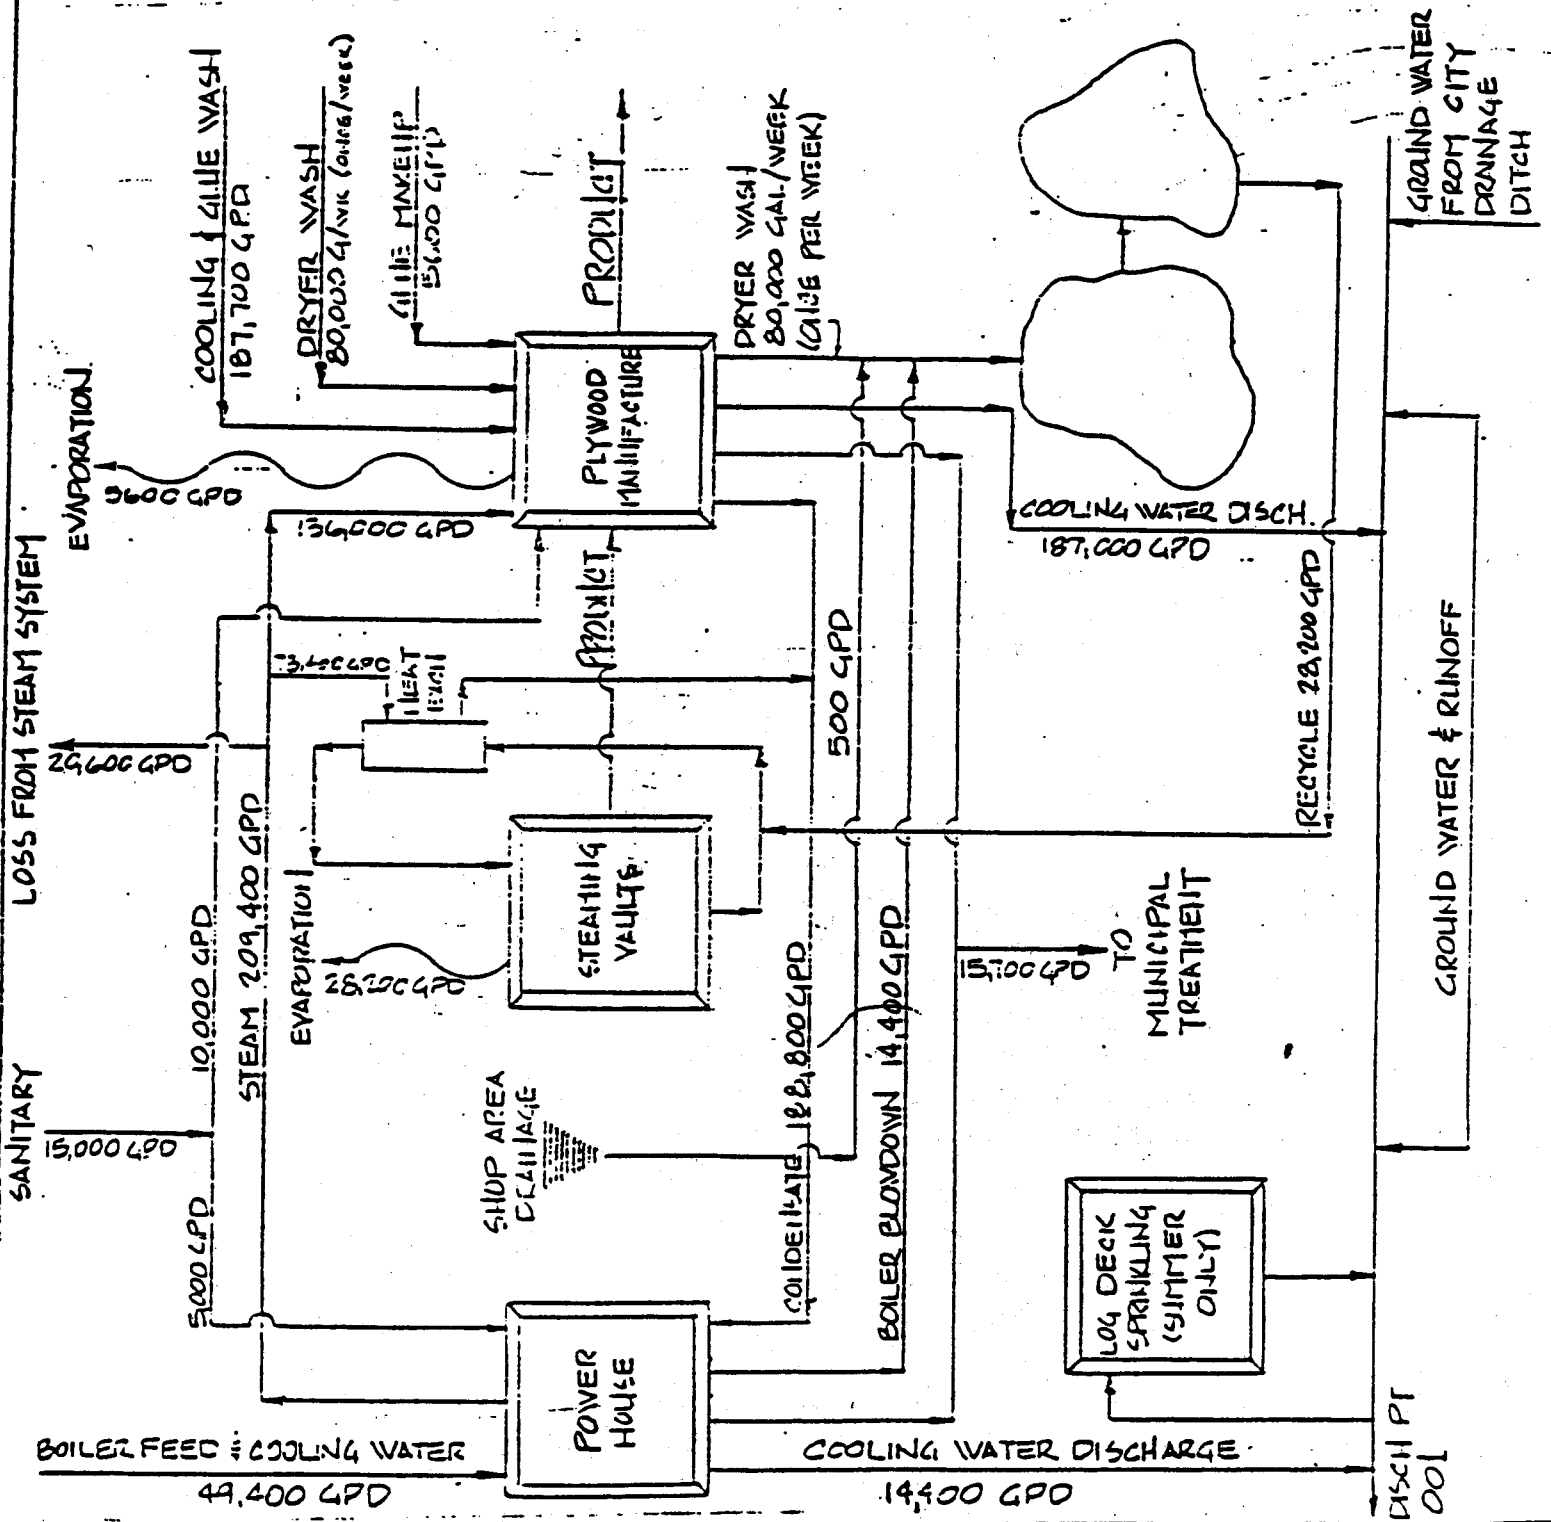 GROUND WATER
FROM CITY
DRAINAGE
DITCH
COOLING & GLUE WASH
187,700 GPD
DRYER WASH
80,000 G/WK (ONCE/WEEK)
GLUE MAKEUP
5600 GPD
PRODUCT
DRYER WASH
80,000 GAL/WEEK
(ONCE PER WEEK)
EVAPORATION
5600 GPD
PLYWOOD
MANUFACTURE
136,000 GPD
COOLING WATER DISCH.
187,000 GPD
LOSS FROM STEAM SYSTEM
29,600 GPD
HEAT
EXCH
PRODUCT
500 GPD
RECYCLE 28,200 GPD
GROUND WATER & RUNOFF
10,000 GPD
STEAM 209,400 GPD
EVAPORATION
28,200 GPD
STEAMING
VAULTS
15,700 GPD
TO
MUNICIPAL
TREATMENT
SANITARY
15,000 GPD
5,000 GPD
SHOP AREA
DRAINAGE
CONDENSATE
BOILER BLOWDOWN 14,400 GPD
LOG DECK
SPRINKLING
(SUMMER
ONLY)
POWER
HOUSE
BOILER FEED & COOLING WATER
49,400 GPD
COOLING WATER DISCHARGE
14,400 GPD
DISCH PT
001